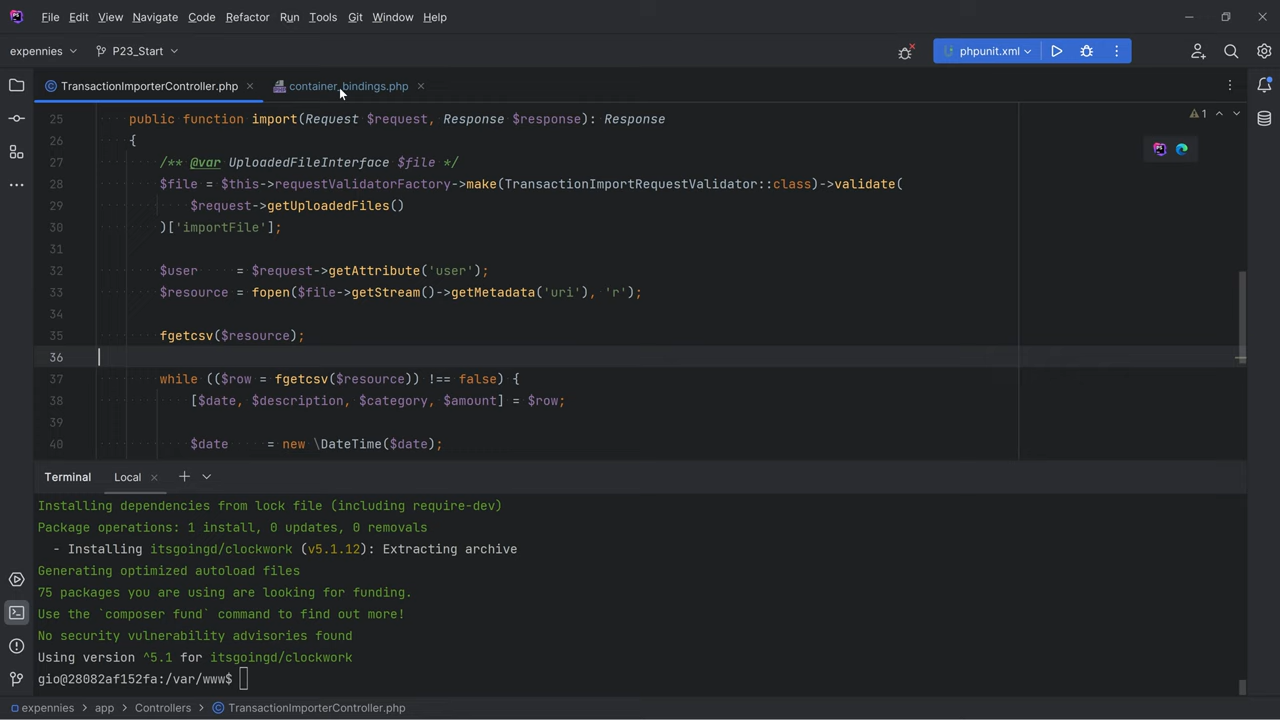 File Edit View Navigate Code Refactor Run Tools Git Window Help
expennies P23_Start phpunit.xml
TransactionImporterController.php container_bindings.php
25 public function import(Request $request, Response $response): Response
1
26 {
27 /** @var UploadedFileInterface $file */
28 $file = $this->requestValidatorFactory->make(TransactionImportRequestValidator::class)->validate(
29 $request->getUploadedFiles()
30 )['importFile'];
31
32 $user = $request->getAttribute('user');
33 $resource = fopen($file->getStream()->getMetadata('uri'), 'r');
34
35 fgetcsv($resource);
36
37 while (($row = fgetcsv($resource)) !== false) {
38 [$date, $description, $category, $amount] = $row;
39
40 $date = new \DateTime($date);
Terminal Local
Installing dependencies from lock file (including require-dev)
Package operations: 1 install, 0 updates, 0 removals
- Installing itsgoingd/clockwork (v5.1.12): Extracting archive
Generating optimized autoload files
75 packages you are using are looking for funding.
Use the `composer fund` command to find out more!
No security vulnerability advisories found
Using version ^5.1 for itsgoingd/clockwork
gio@28082af152fa:/var/www$
expennies › app › Controllers › TransactionImporterController.php